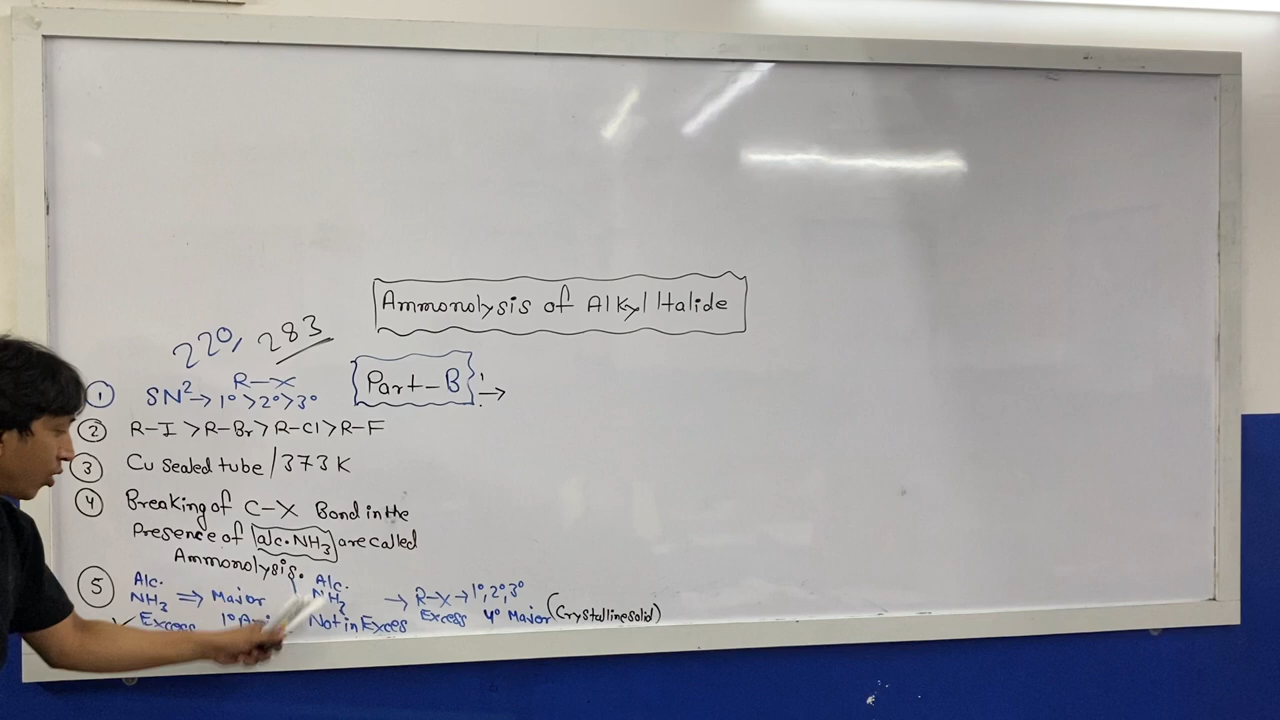 Ammonolysis of Alkyl Halide
220, 283
Part-B :→
① R-X
SN² → 1° > 2° > 3°
② R-I > R-Br > R-Cl > R-F
③ Cu Sealed tube / 373 K
④ Breaking of C-X Bond in the
Presence of alc. NH₃ are called
Ammonolysis.
⑤ Alc. NH₃ Excess ⇒ Major 1°
Alc. NH₃ Not in Exces → R-X → 1°, 2°, 3°
Excess 4° Major (Crystalline solid)